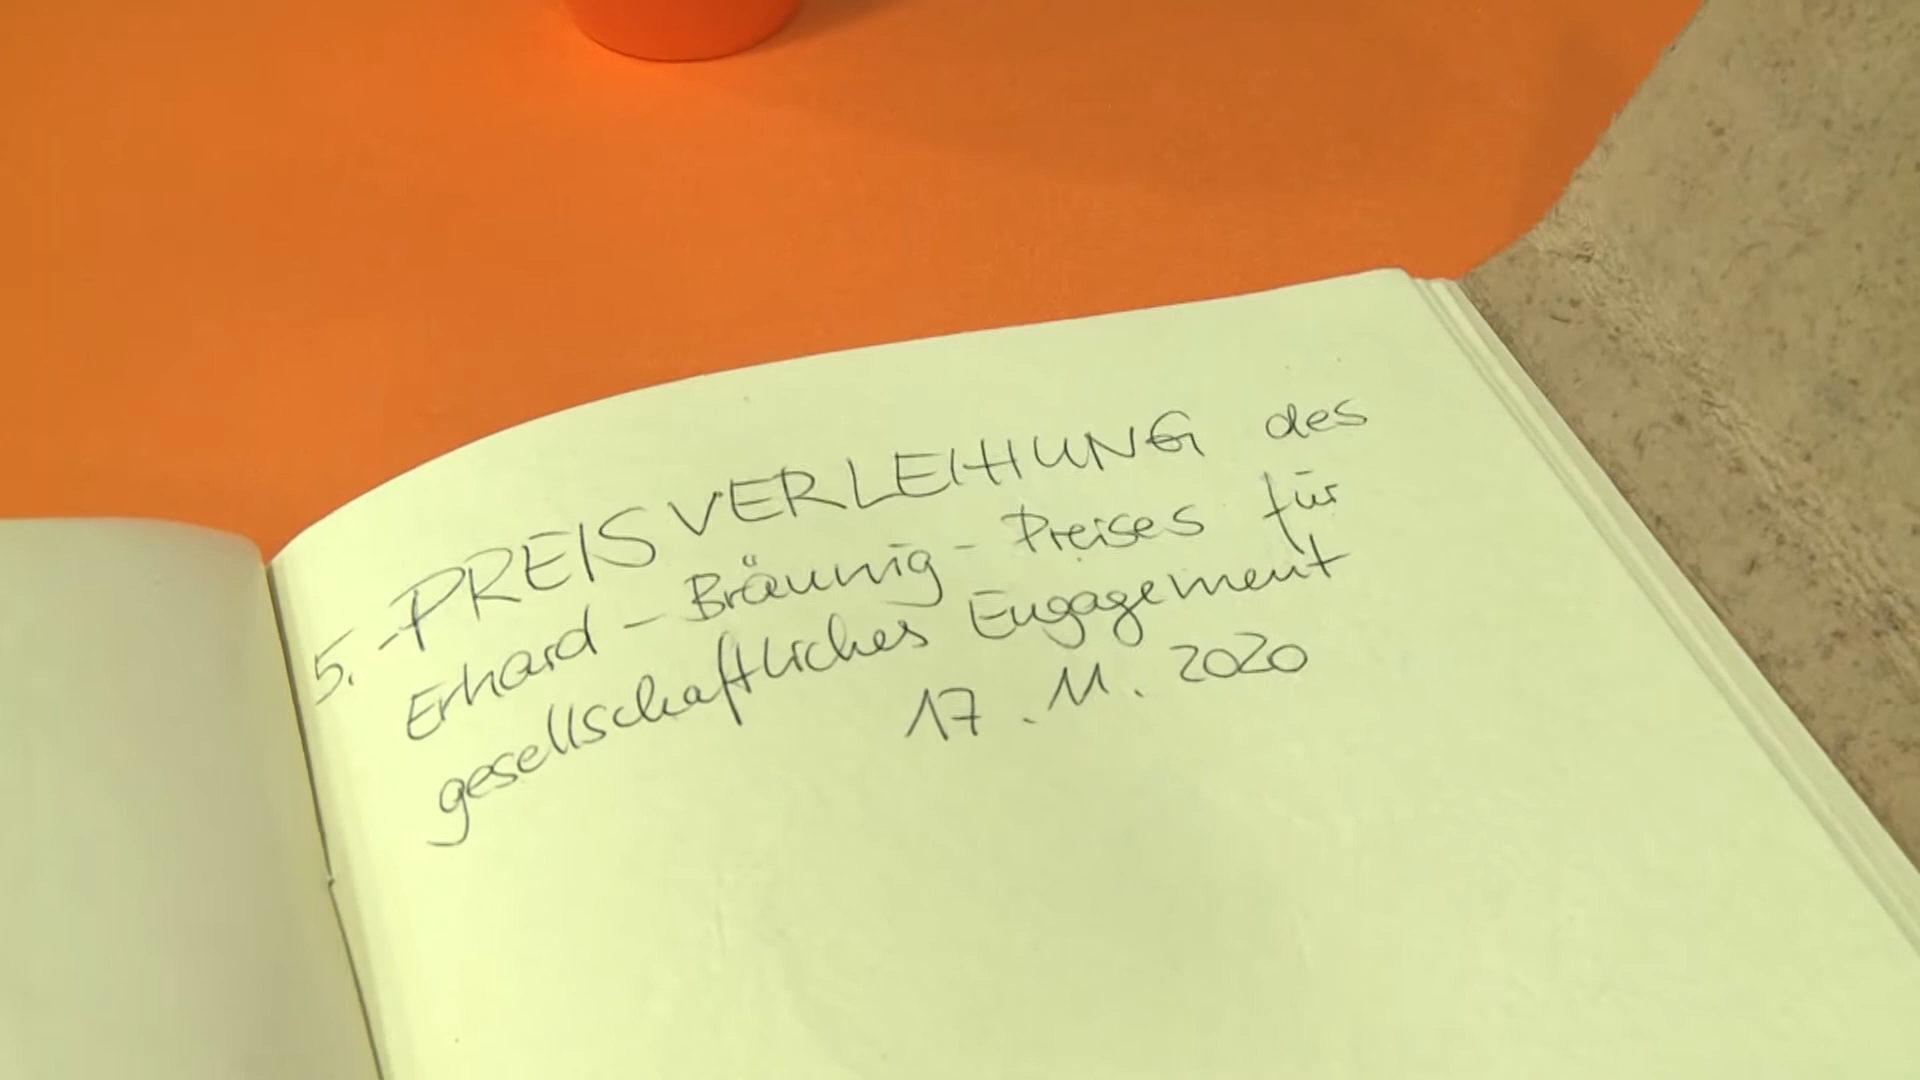 5. PREISVERLEIHUNG des
Erhard-Bräunig-Preises für
gesellschaftliches Engagement
17.11.2020